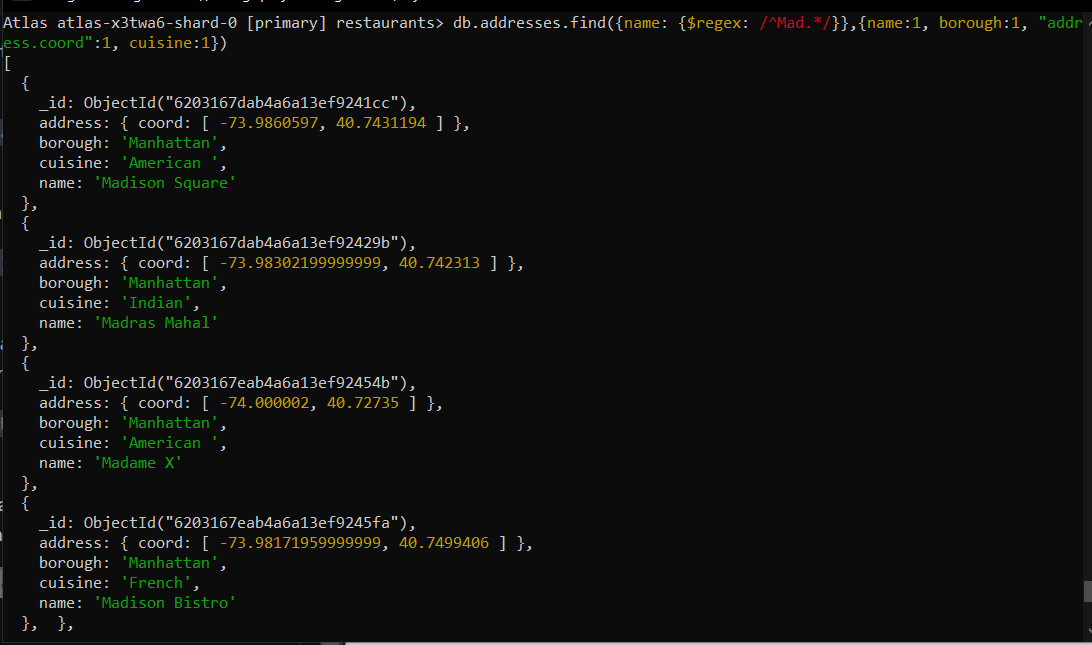 Atlas atlas-x3twa6-shard-0 [primary] restaurants> db.addresses.find({name: {$regex: /^Mad.*/}},{name:1, borough:1, "addr
ess.coord":1, cuisine:1})
[
  {
    _id: ObjectId("6203167dab4a6a13ef9241cc"),
    address: { coord: [ -73.9860597, 40.7431194 ] },
    borough: 'Manhattan',
    cuisine: 'American ',
    name: 'Madison Square'
  },
  {
    _id: ObjectId("6203167dab4a6a13ef92429b"),
    address: { coord: [ -73.98302199999999, 40.742313 ] },
    borough: 'Manhattan',
    cuisine: 'Indian',
    name: 'Madras Mahal'
  },
  {
    _id: ObjectId("6203167eab4a6a13ef92454b"),
    address: { coord: [ -74.000002, 40.72735 ] },
    borough: 'Manhattan',
    cuisine: 'American ',
    name: 'Madame X'
  },
  {
    _id: ObjectId("6203167eab4a6a13ef9245fa"),
    address: { coord: [ -73.98171959999999, 40.7499406 ] },
    borough: 'Manhattan',
    cuisine: 'French',
    name: 'Madison Bistro'
  },  },